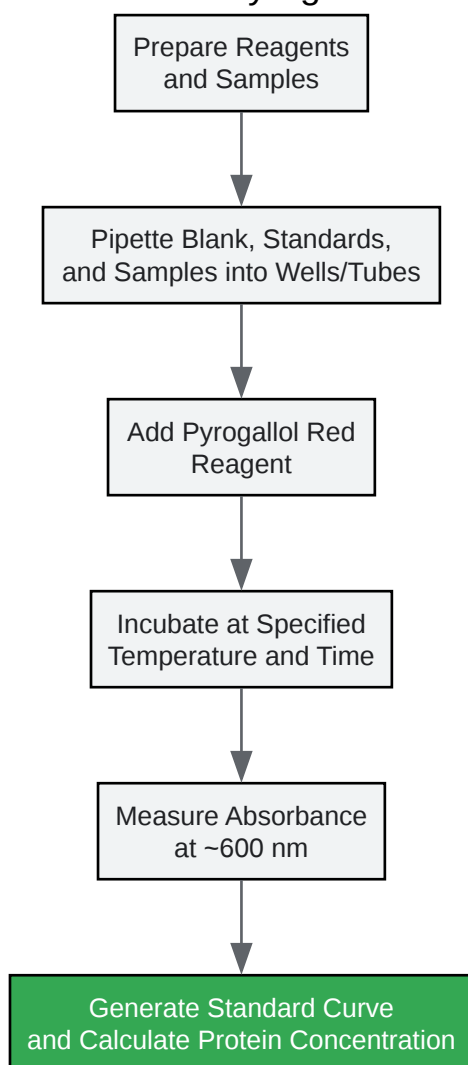 Prepare Reagents
and Samples
Pipette Blank, Standards,
and Samples into Wells/Tubes
Add Pyrogallol Red
Reagent
Incubate at Specified
Temperature and Time
Measure Absorbance
at ~600 nm
Generate Standard Curve
and Calculate Protein Concentration